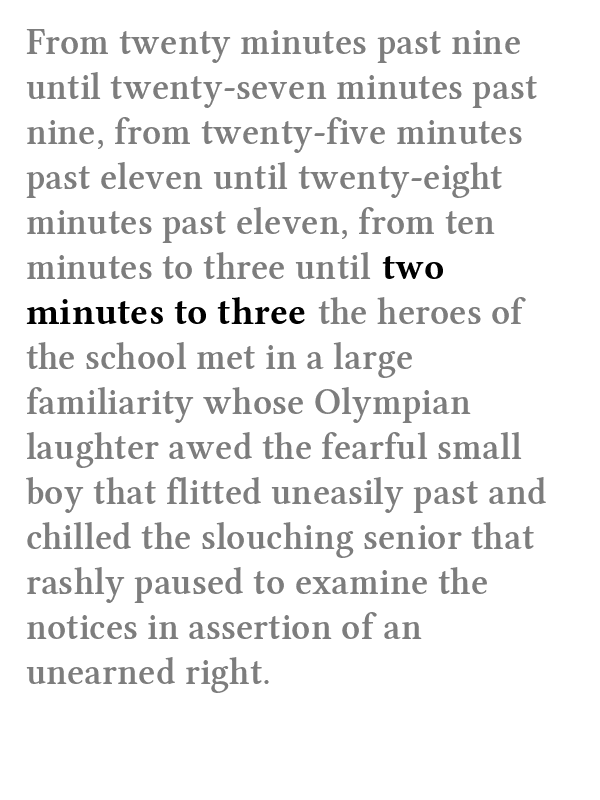 From twenty minutes past nine
until twenty-seven minutes past
nine, from twenty-five minutes
past eleven until twenty-eight
minutes past eleven, from ten
minutes to three until two
minutes to three the heroes of
the school met in a large
familiarity whose Olympian
laughter awed the fearful small
boy that flitted uneasily past and
chilled the slouching senior that
rashly paused to examine the
notices in assertion of an
unearned right.